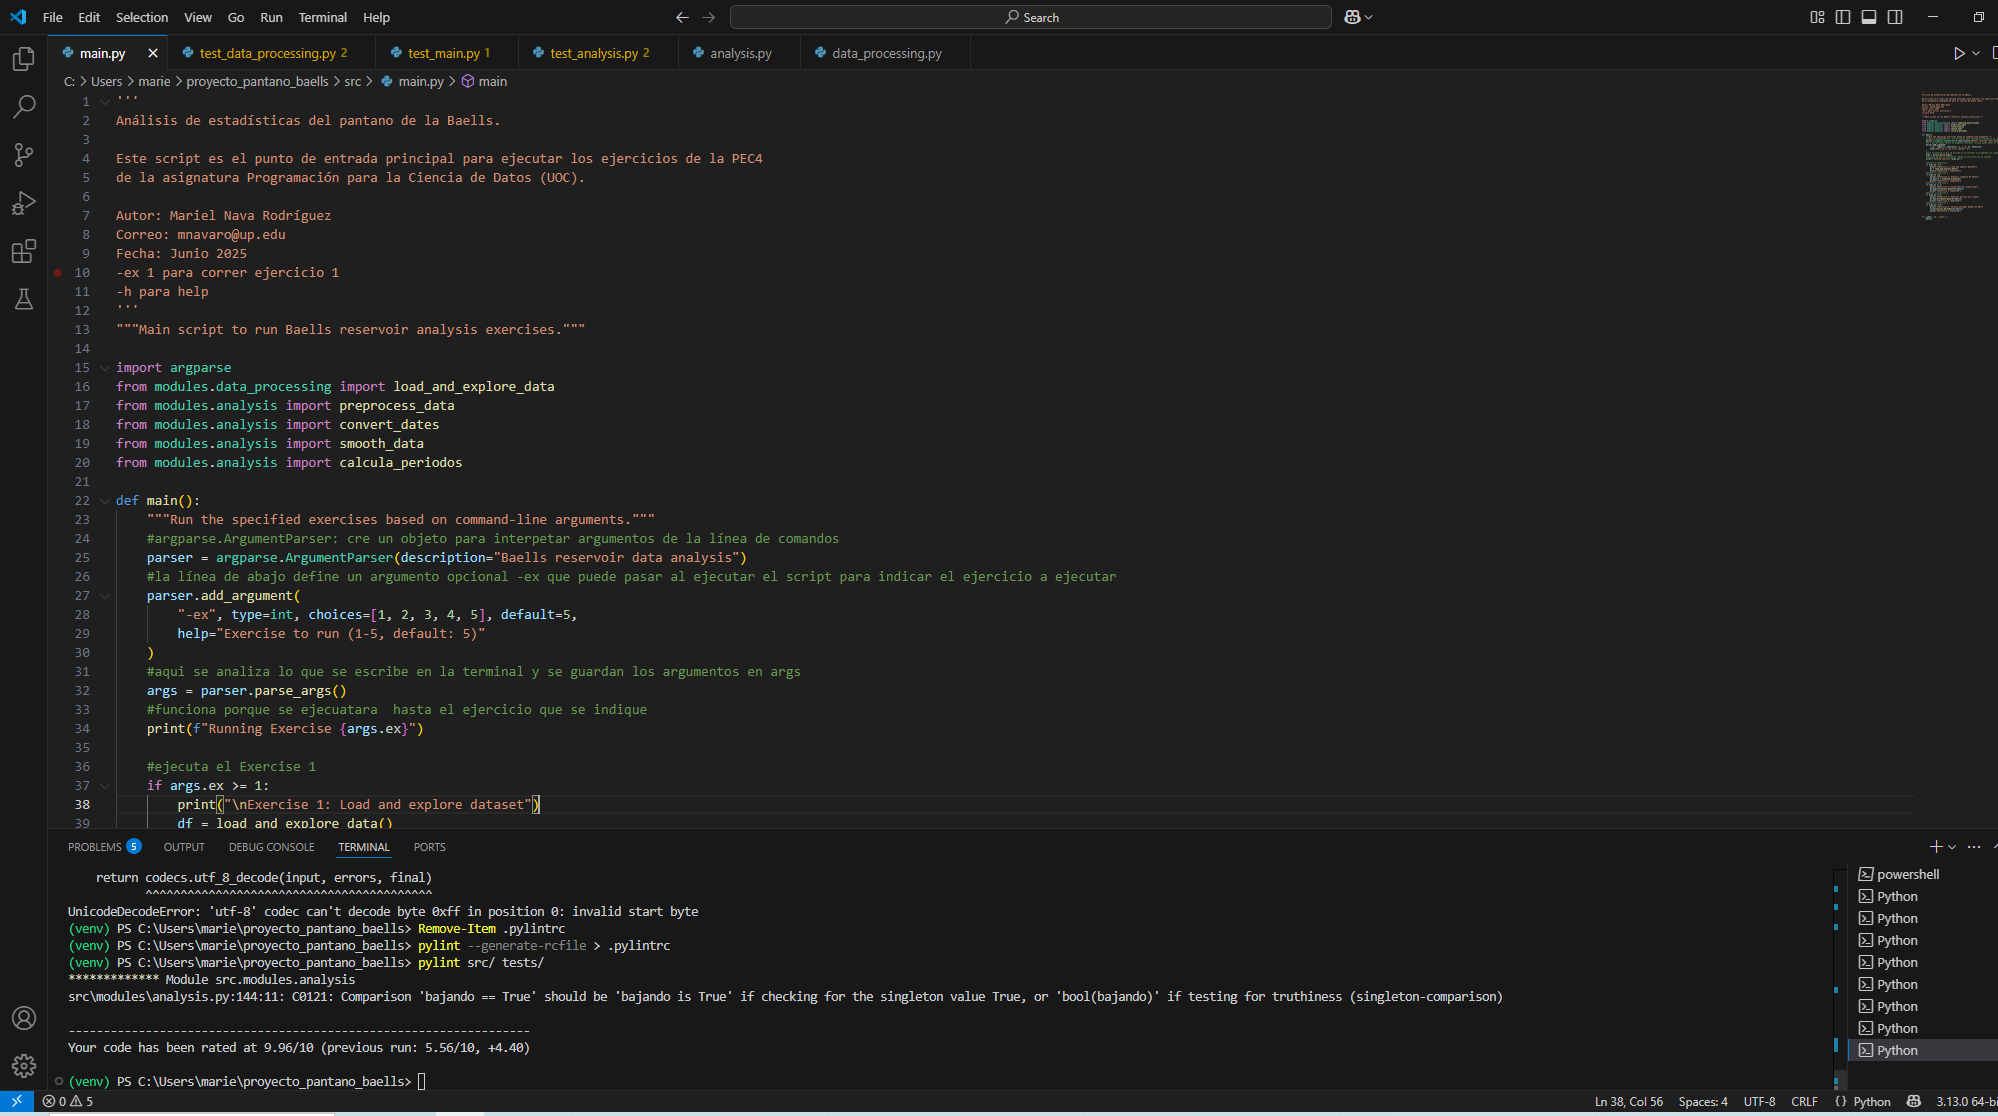 File Edit Selection View Go Run Terminal Help Search
main.py test_data_processing.py 2 test_main.py 1 test_analysis.py 2 analysis.py data_processing.py
C: > Users > marie > proyecto_pantano_baells > src > main.py > main
1 '''
2 Análisis de estadísticas del pantano de la Baells.
3
4 Este script es el punto de entrada principal para ejecutar los ejercicios de la PEC4
5 de la asignatura Programación para la Ciencia de Datos (UOC).
6
7 Autor: Mariel Nava Rodríguez
8 Correo: mnavaro@up.edu
9 Fecha: Junio 2025
10 -ex 1 para correr ejercicio 1
11 -h para help
12 '''
13 """Main script to run Baells reservoir analysis exercises."""
14
15 import argparse
16 from modules.data_processing import load_and_explore_data
17 from modules.analysis import preprocess_data
18 from modules.analysis import convert_dates
19 from modules.analysis import smooth_data
20 from modules.analysis import calcula_periodos
21
22 def main():
23 """Run the specified exercises based on command-line arguments."""
24 #argparse.ArgumentParser: cre un objeto para interpetar argumentos de la línea de comandos
25 parser = argparse.ArgumentParser(description="Baells reservoir data analysis")
26 #la línea de abajo define un argumento opcional -ex que puede pasar al ejecutar el script para indicar el ejercicio a ejecutar
27 parser.add_argument(
28 "-ex", type=int, choices=[1, 2, 3, 4, 5], default=5,
29 help="Exercise to run (1-5, default: 5)"
30 )
31 #aqui se analiza lo que se escribe en la terminal y se guardan los argumentos en args
32 args = parser.parse_args()
33 #funciona porque se ejecuatara  hasta el ejercicio que se indique
34 print(f"Running Exercise {args.ex}")
35
36 #ejecuta el Exercise 1
37 if args.ex >= 1:
38 print("\nExercise 1: Load and explore dataset")
39 df = load_and_explore_data()
PROBLEMS 5 OUTPUT DEBUG CONSOLE TERMINAL PORTS
return codecs.utf_8_decode(input, errors, final)
^^^^^^^^^^^^^^^^^^^^^^^^^^^^^^^^^^^^^^^^^
UnicodeDecodeError: 'utf-8' codec can't decode byte 0xff in position 0: invalid start byte
(venv) PS C:\Users\marie\proyecto_pantano_baells> Remove-Item .pylintrc
(venv) PS C:\Users\marie\proyecto_pantano_baells> pylint --generate-rcfile > .pylintrc
(venv) PS C:\Users\marie\proyecto_pantano_baells> pylint src/ tests/
************* Module src.modules.analysis
src\modules\analysis.py:144:11: C0121: Comparison 'bajando == True' should be 'bajando is True' if checking for the singleton value True, or 'bool(bajando)' if testing for truthiness (singleton-comparison)
------------------------------------------------------------------
Your code has been rated at 9.96/10 (previous run: 5.56/10, +4.40)
(venv) PS C:\Users\marie\proyecto_pantano_baells>
powershell
Python
Python
Python
Python
Python
Python
Python
Python
0 5 Ln 38, Col 56 Spaces: 4 UTF-8 CRLF {} Python 3.13.0 64-bi